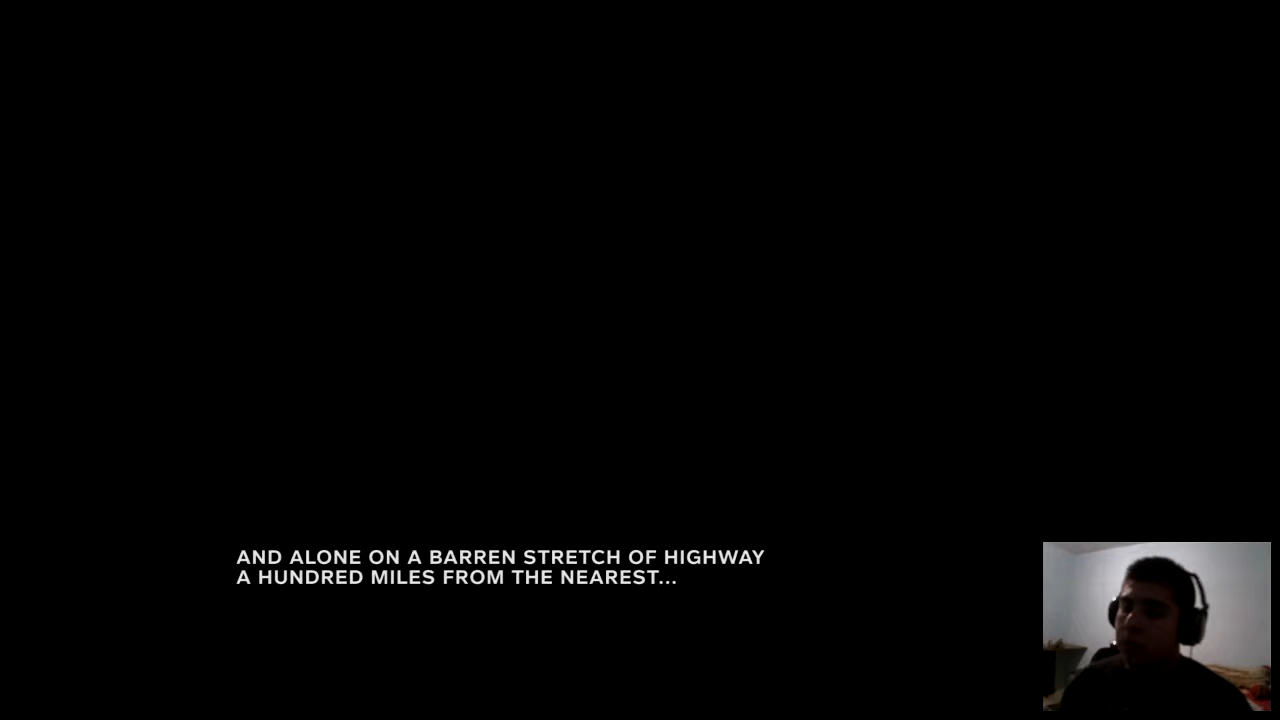 AND ALONE ON A BARREN STRETCH OF HIGHWAY
A HUNDRED MILES FROM THE NEAREST...